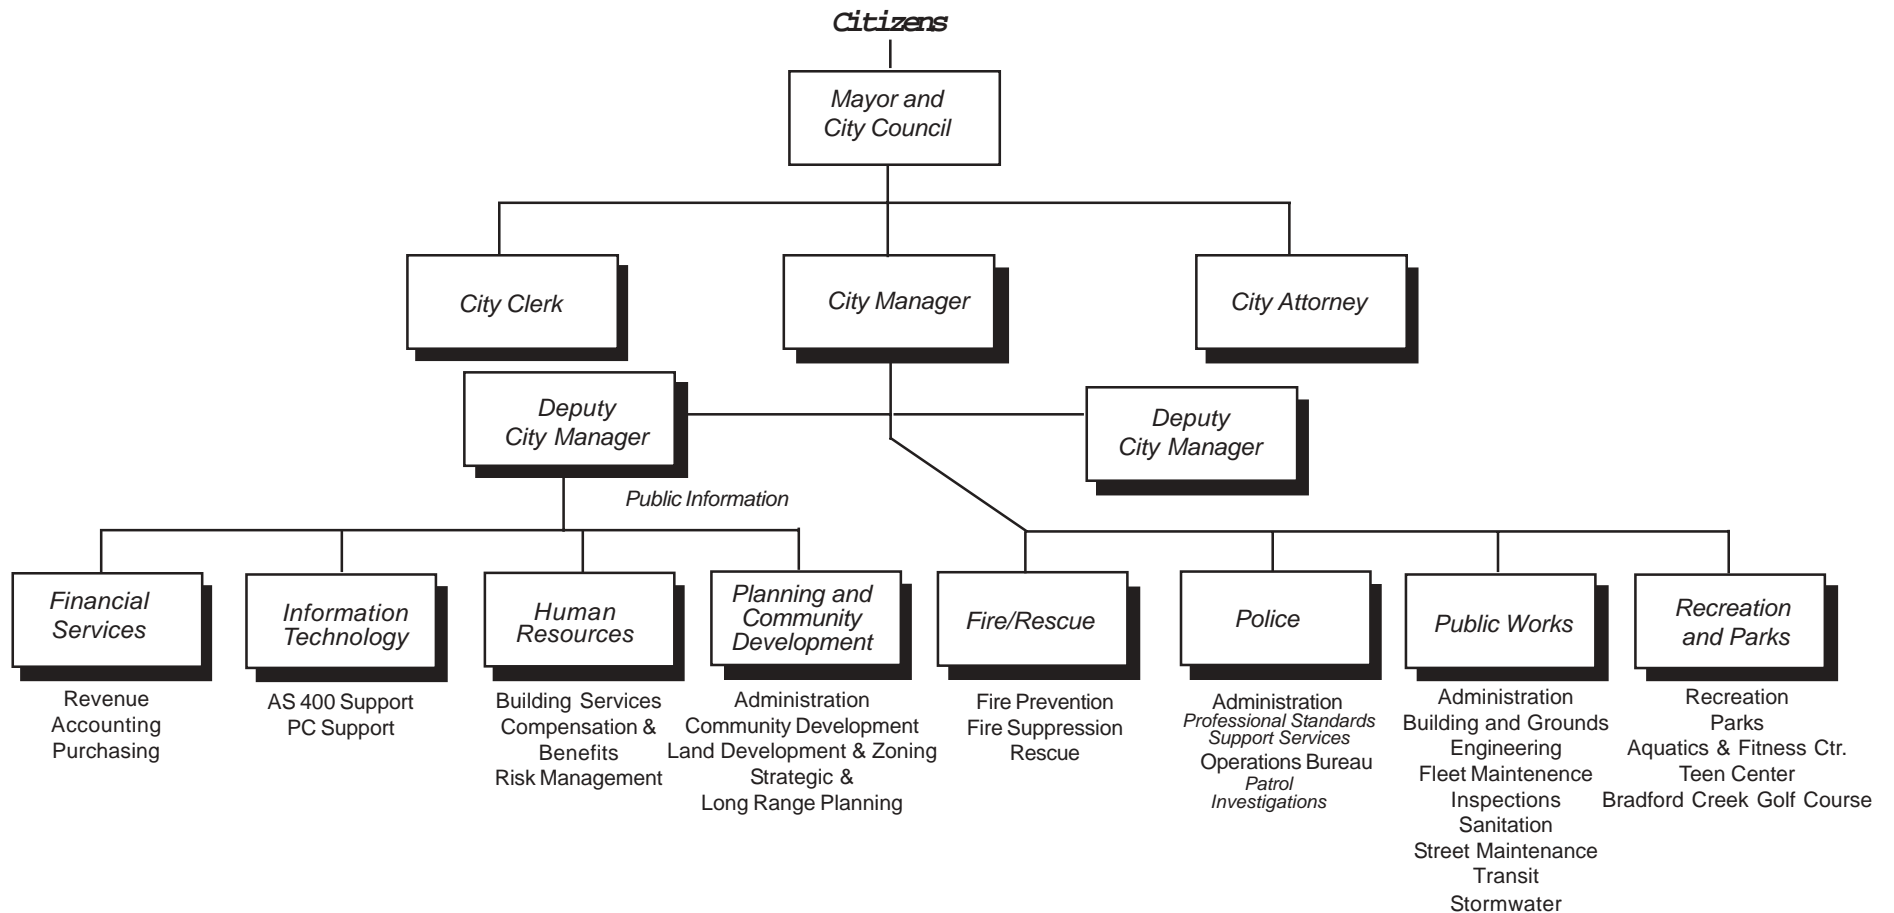 Citizens
Mayor and
City Council
City Clerk
City Manager
City Attorney
Deputy
City Manager
Deputy
City Manager
Public Information
Financial
Services
Revenue
Accounting
Purchasing
Information
Technology
AS 400 Support
PC Support
Human
Resources
Building Services
Compensation &
Benefits
Risk Management
Planning and
Community
Development
Administration
Community Development
Land Development & Zoning
Strategic &
Long Range Planning
Fire/Rescue
Fire Prevention
Fire Suppression
Rescue
Police
Administration
Professional Standards
Support Services
Operations Bureau
Patrol
Investigations
Public Works
Administration
Building and Grounds
Engineering
Fleet Maintenence
Inspections
Sanitation
Street Maintenance
Transit
Stormwater
Recreation
and Parks
Recreation
Parks
Aquatics & Fitness Ctr.
Teen Center
Bradford Creek Golf Course